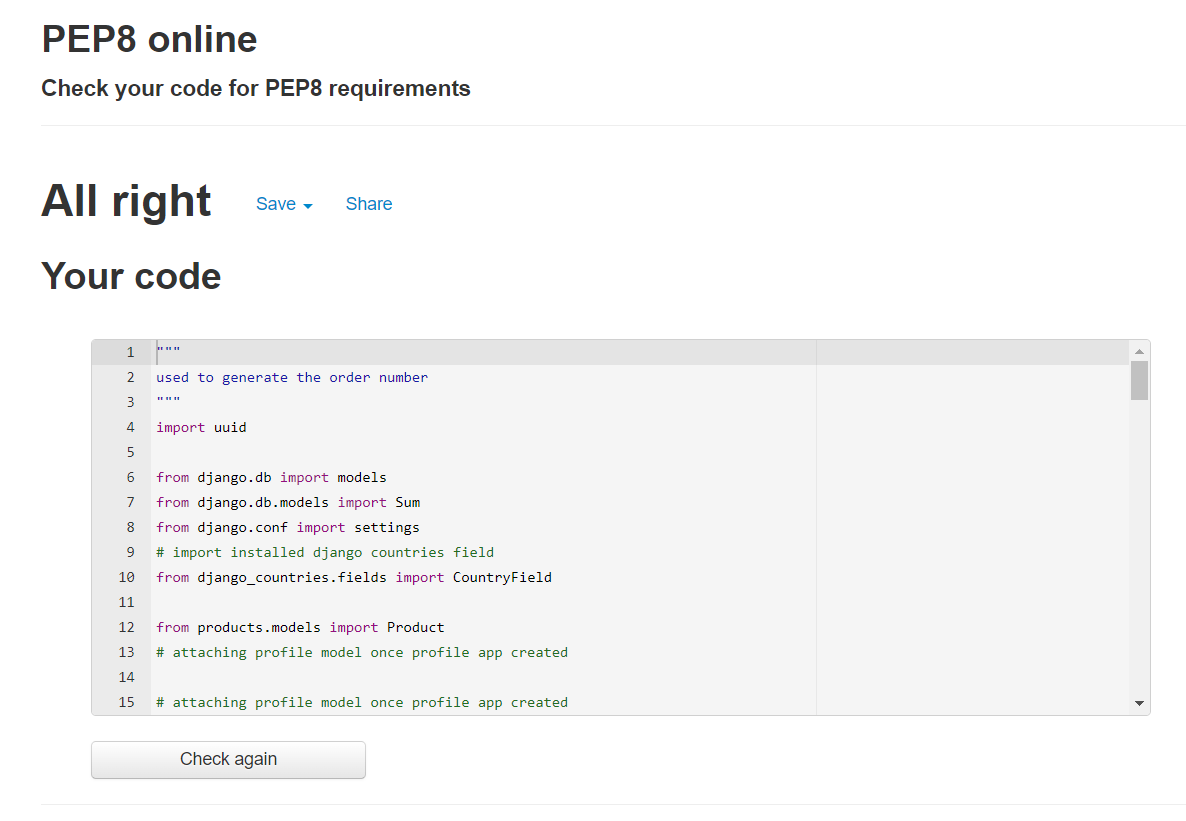 PEP8 online
Check your code for PEP8 requirements
All right Save Share
Your code
1 """
2 used to generate the order number
3 """
4 import uuid
5
6 from django.db import models
7 from django.db.models import Sum
8 from django.conf import settings
9 # import installed django countries field
10 from django_countries.fields import CountryField
11
12 from products.models import Product
13 # attaching profile model once profile app created
14
15 # attaching profile model once profile app created
Check again